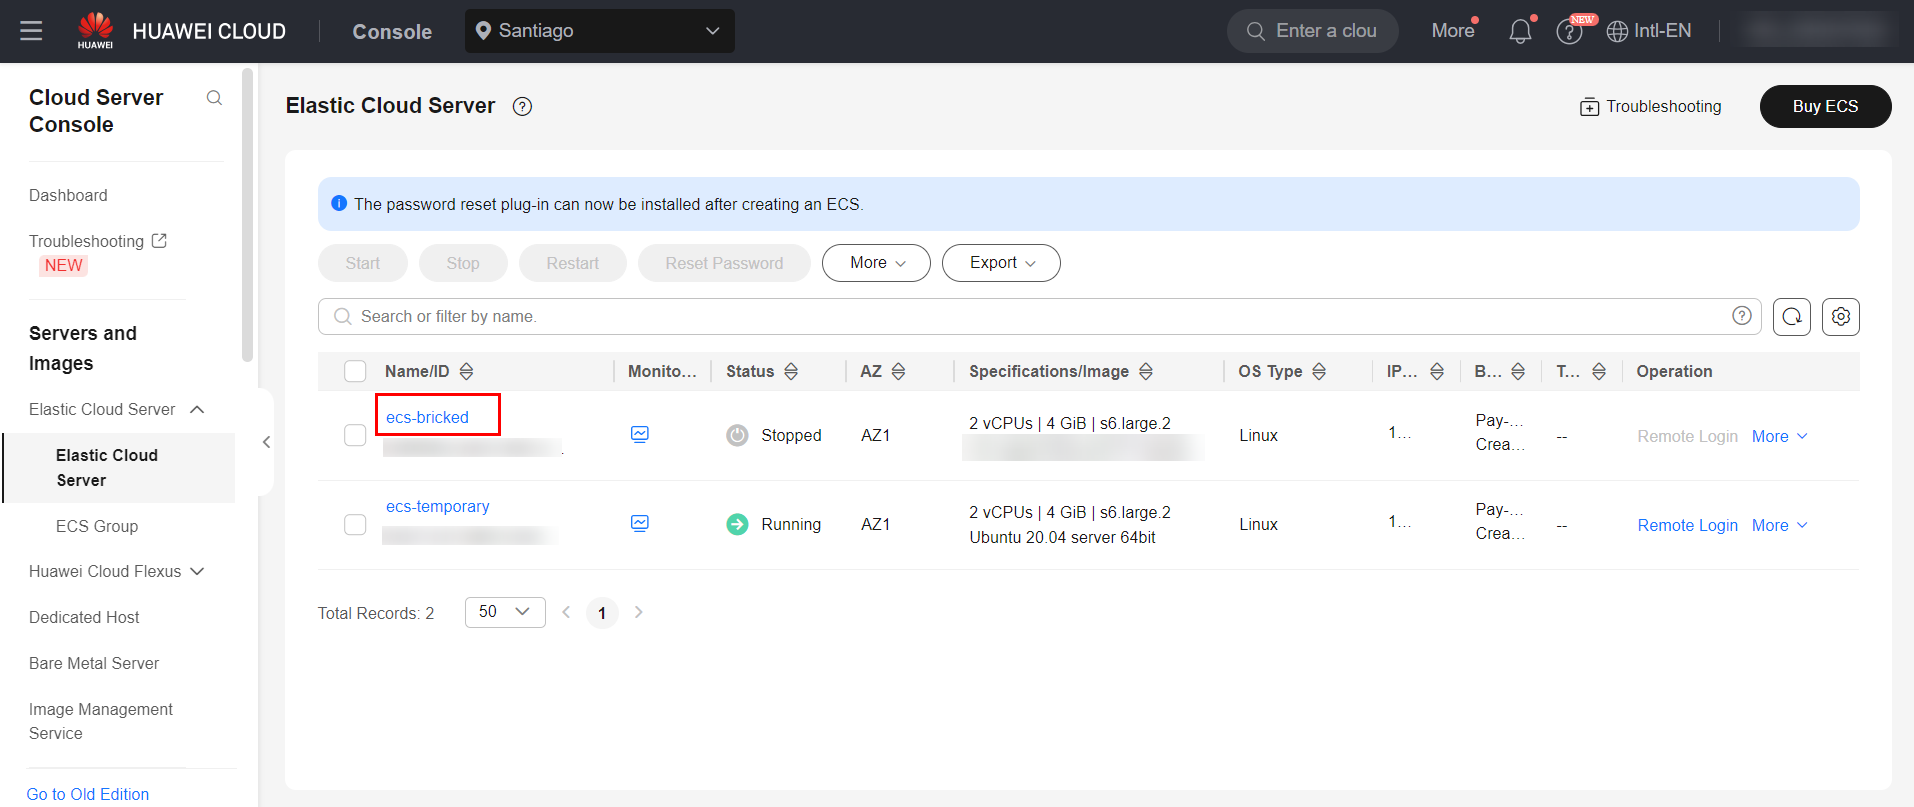 HUAWEI
HUAWEI CLOUD
Console
Santiago
Enter a clou
More
NEW
Intl-EN
Cloud Server
Console
Dashboard
Troubleshooting
NEW
Servers and
Images
Elastic Cloud Server
Elastic Cloud
Server
ECS Group
Huawei Cloud Flexus
Dedicated Host
Bare Metal Server
Image Management
Service
Go to Old Edition
Elastic Cloud Server
Troubleshooting
Buy ECS
The password reset plug-in can now be installed after creating an ECS.
Start Stop Restart Reset Password More Export
Search or filter by name.
Name/ID Monito... Status AZ Specifications/Image OS Type IP... B... T... Operation
ecs-bricked
Stopped AZ1 2 vCPUs | 4 GiB | s6.large.2 Linux 1... Pay-... -- Remote Login More
Crea...
ecs-temporary
Running AZ1 2 vCPUs | 4 GiB | s6.large.2 Linux 1... Pay-... -- Remote Login More
Ubuntu 20.04 server 64bit Crea...
Total Records: 2 50 1